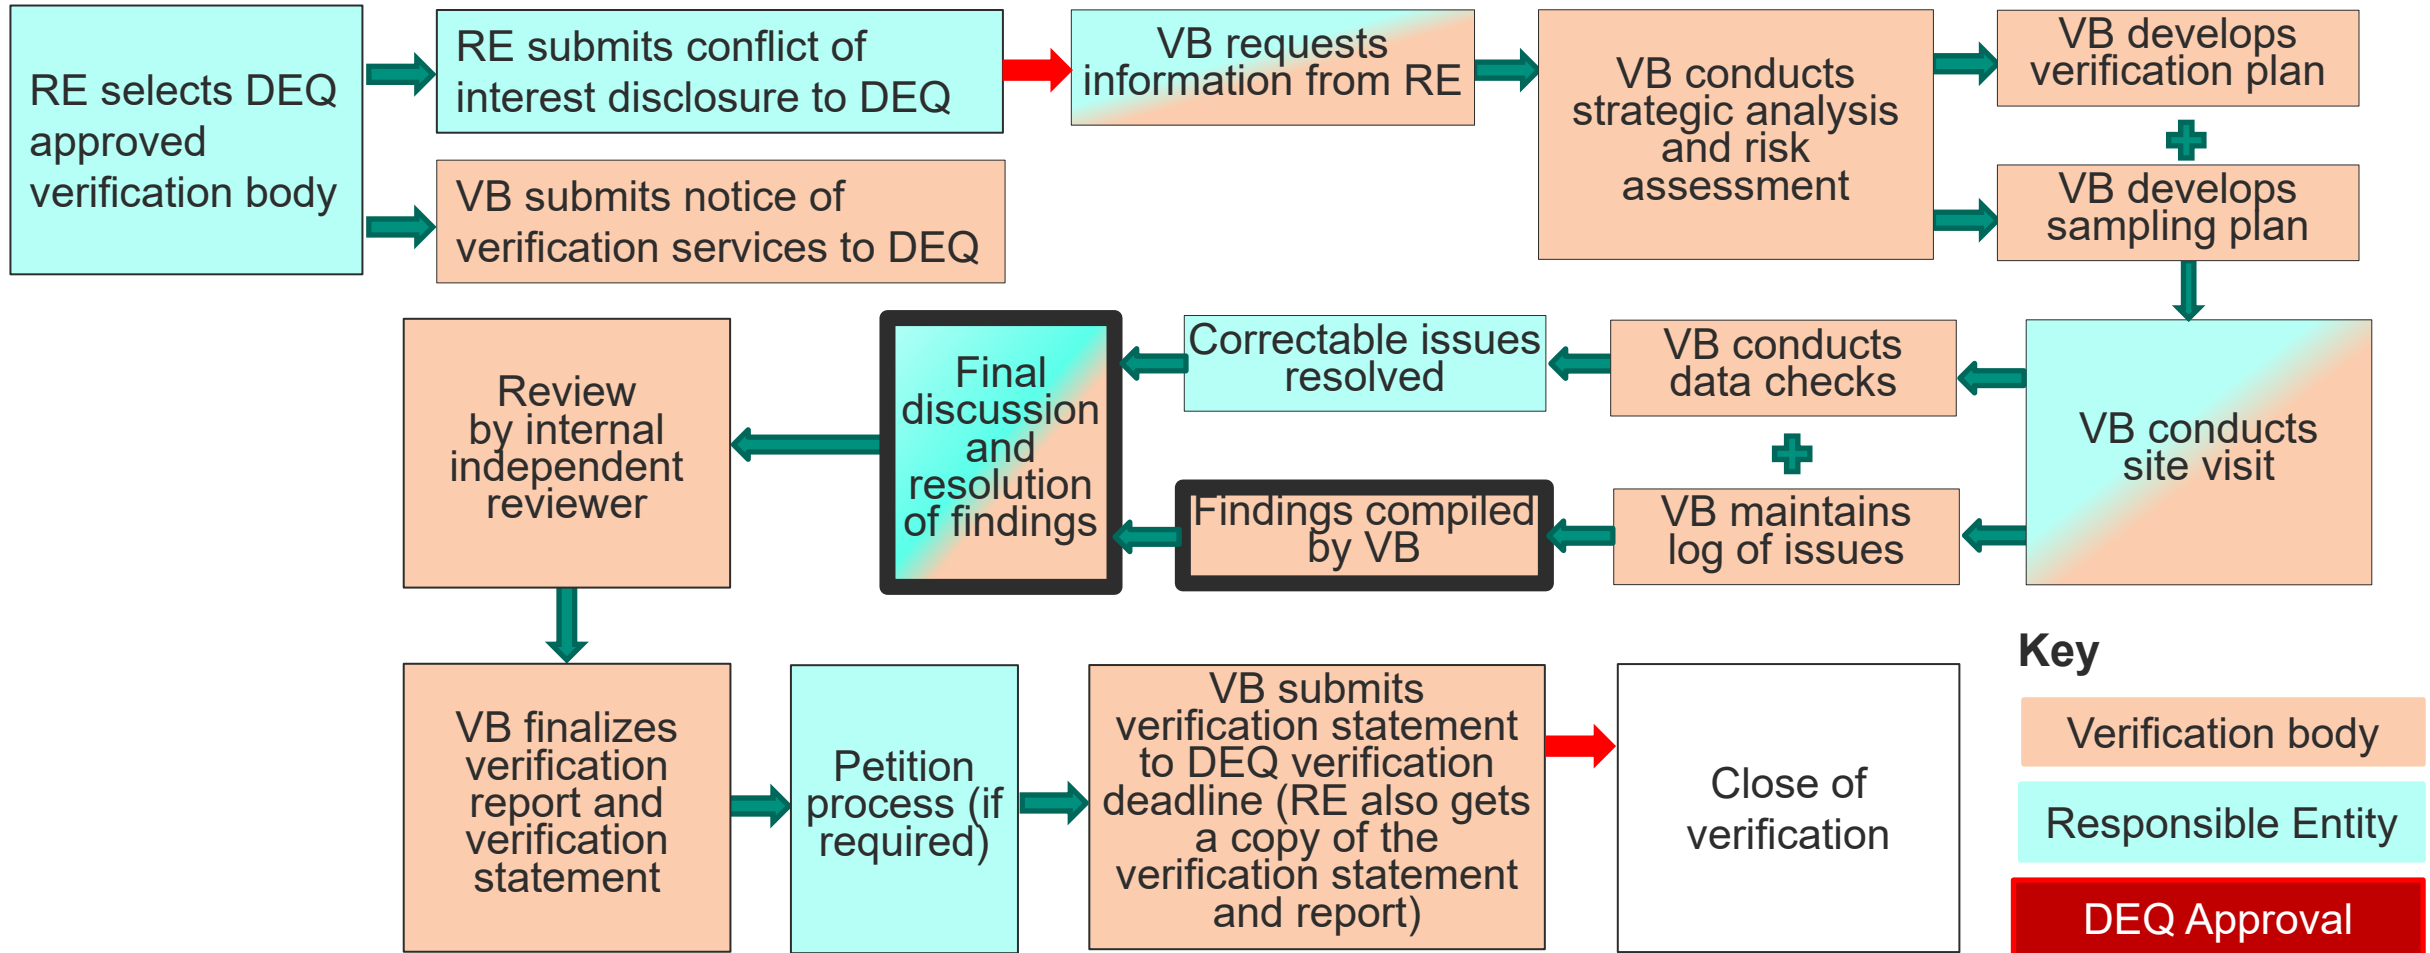 RE selects DEQ
approved
verification body
RE submits conflict of
interest disclosure to DEQ
VB submits notice of
verification services to DEQ
VB requests
information from RE
VB conducts
strategic analysis
and risk
assessment
VB develops
verification plan
VB develops
sampling plan
VB conducts
site visit
VB conducts
data checks
VB maintains
log of issues
Correctable issues
resolved
Findings compiled
by VB
Final
discussion
and
resolution
of findings
Review
by internal
independent
reviewer
VB finalizes
verification
report and
verification
statement
Petition
process (if
required)
VB submits
verification statement
to DEQ verification
deadline (RE also gets
a copy of the
verification statement
and report)
Close of
verification
Key
Verification body
Responsible Entity
DEQ Approval